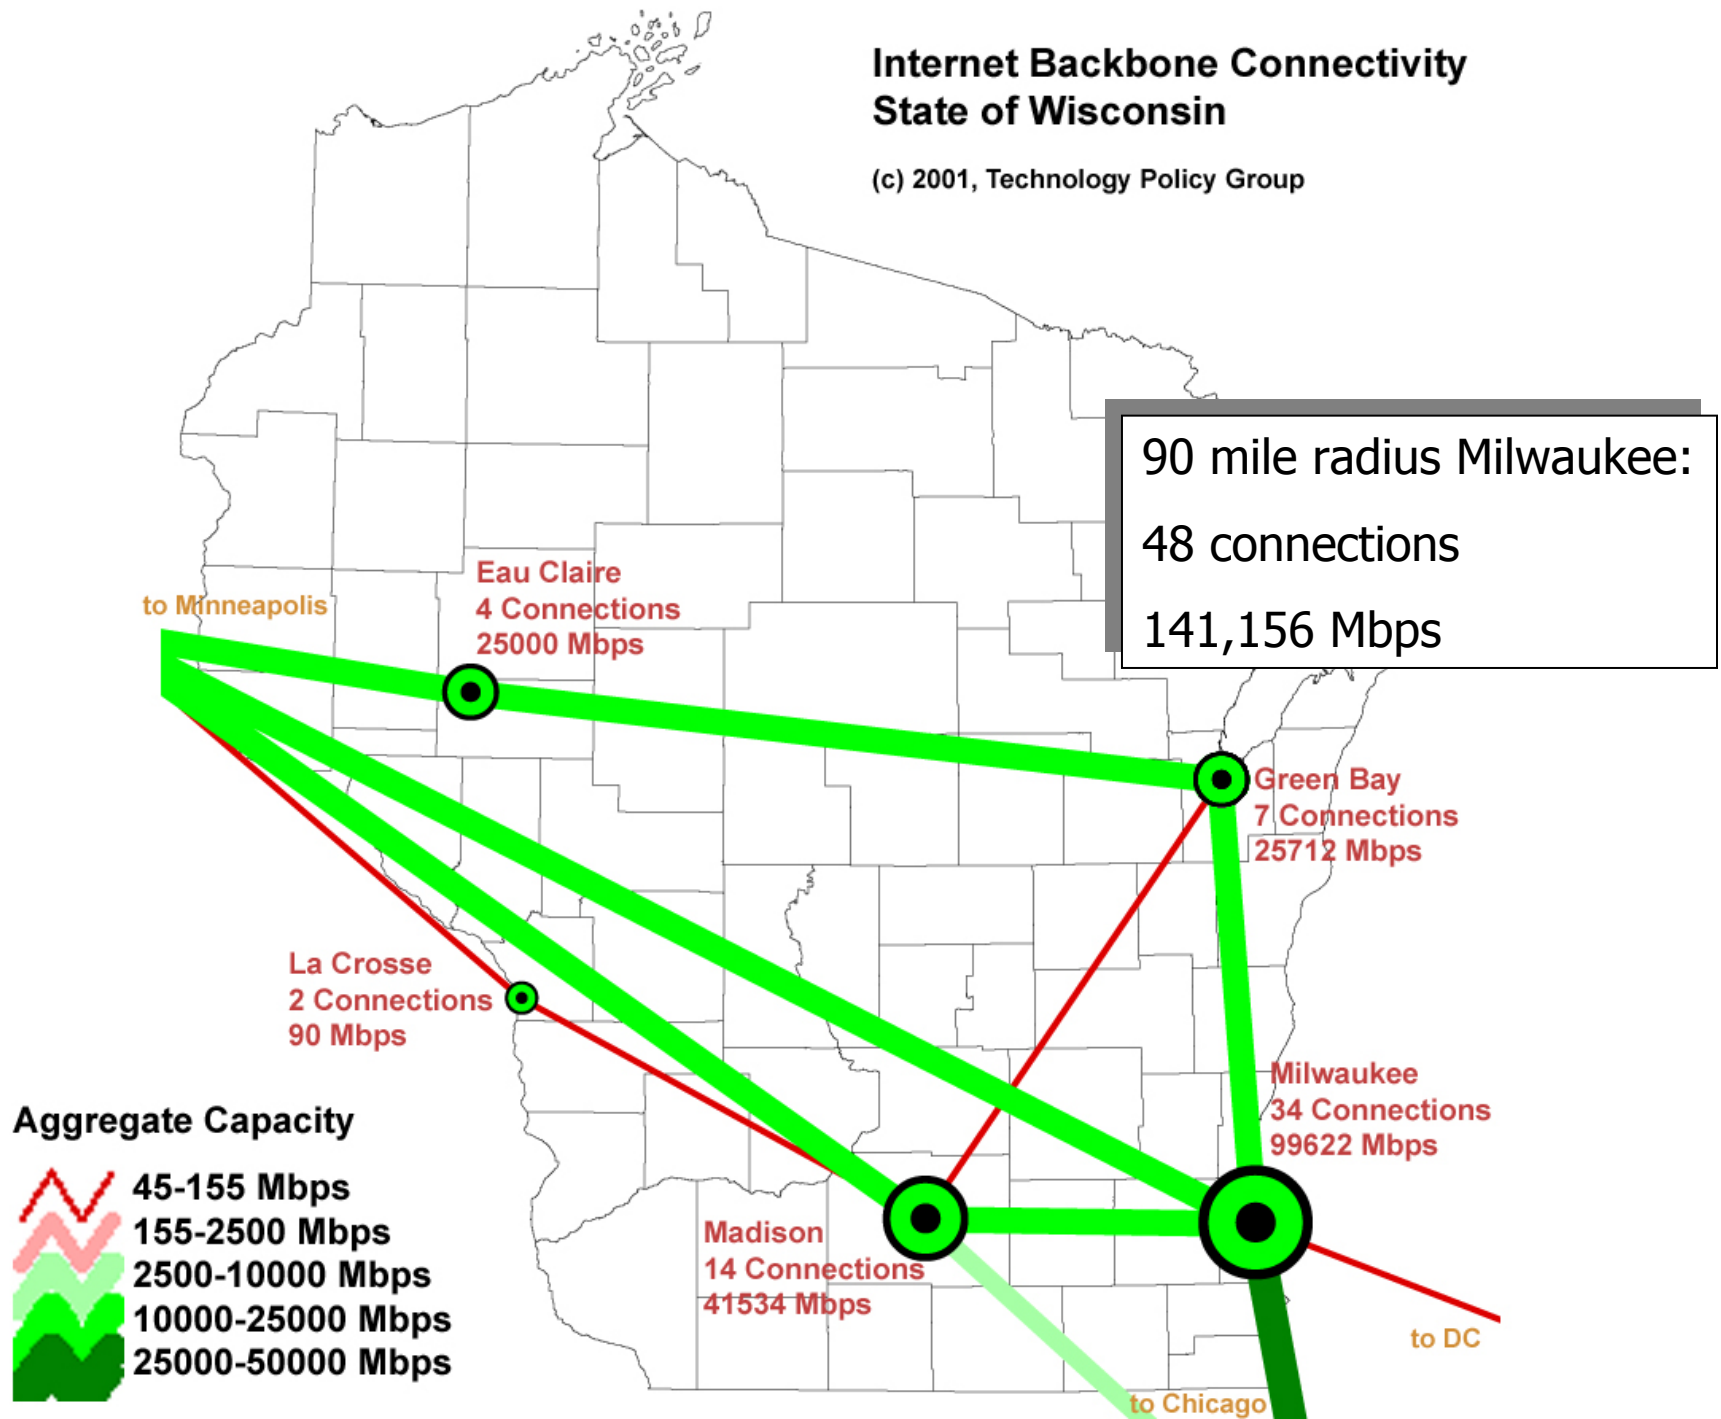 Internet Backbone Connectivity
State of Wisconsin
(c) 2001, Technology Policy Group
90 mile radius Milwaukee:
48 connections
141,156 Mbps
Eau Claire
4 Connections
25000 Mbps
to Minneapolis
Green Bay
7 Connections
25712 Mbps
La Crosse
2 Connections
90 Mbps
Milwaukee
34 Connections
99622 Mbps
Madison
14 Connections
41534 Mbps
to DC
to Chicago
Aggregate Capacity
45-155 Mbps
155-2500 Mbps
2500-10000 Mbps
10000-25000 Mbps
25000-50000 Mbps